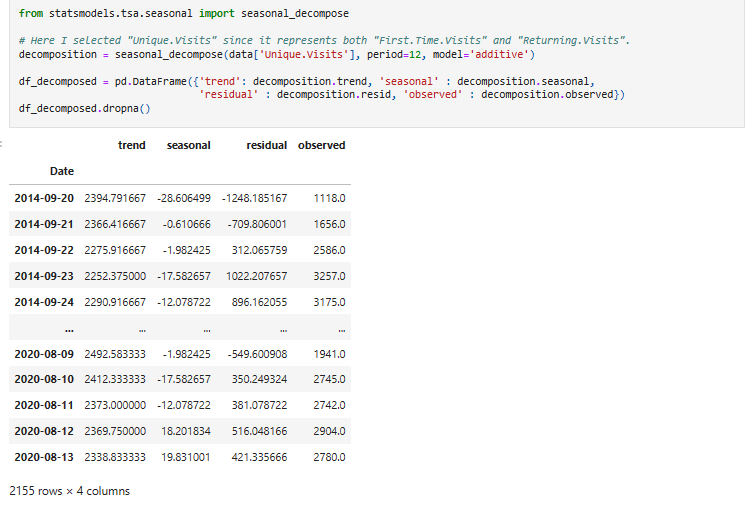 from statsmodels.tsa.seasonal import seasonal_decompose
# Here I selected "Unique.Visits" since it represents both "First.Time.Visits" and "Returning.Visits".
decomposition = seasonal_decompose(data['Unique.Visits'], period=12, model='additive')
df_decomposed = pd.DataFrame({'trend': decomposition.trend, 'seasonal' : decomposition.seasonal,
'residual' : decomposition.resid, 'observed' : decomposition.observed})
df_decomposed.dropna()
trend seasonal residual observed
Date
2014-09-20 2394.791667 -28.606499 -1248.185167 1118.0
2014-09-21 2366.416667 -0.610666 -709.806001 1656.0
2014-09-22 2275.916667 -1.982425 312.065759 2586.0
2014-09-23 2252.375000 -17.582657 1022.207657 3257.0
2014-09-24 2290.916667 -12.078722 896.162055 3175.0
... ... ... ... ...
2020-08-09 2492.583333 -1.982425 -549.600908 1941.0
2020-08-10 2412.333333 -17.582657 350.249324 2745.0
2020-08-11 2373.000000 -12.078722 381.078722 2742.0
2020-08-12 2369.750000 18.201834 516.048166 2904.0
2020-08-13 2338.833333 19.831001 421.335666 2780.0
2155 rows × 4 columns